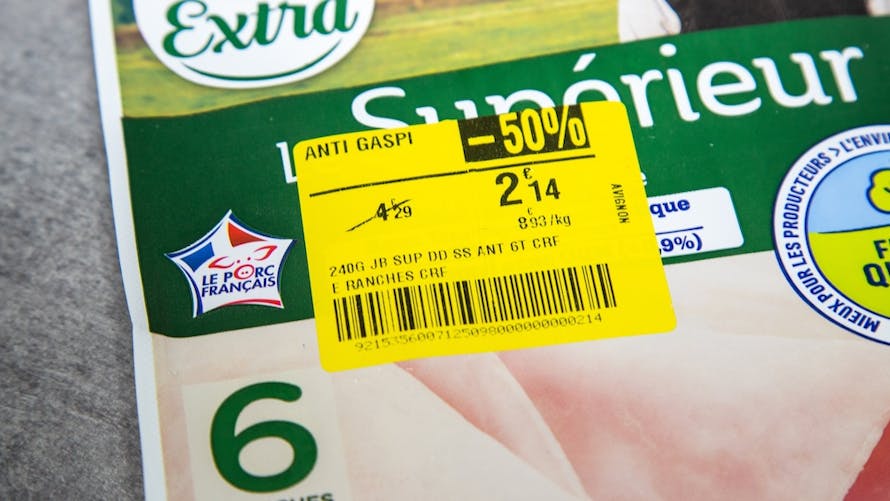 Extra
Supérieur
ANTI GASPI -50%
4€29
2€14
€
8,93/kg
AVIGNON
240G JB SUP DD SS ANT 6T CRF
E RANCHES CRF
9215356007125098000000000214
que
,9%)
LE PORC
FRANÇAIS
MIEUX POUR LES PRODUCTEURS > L'ENVI
F
QU
6